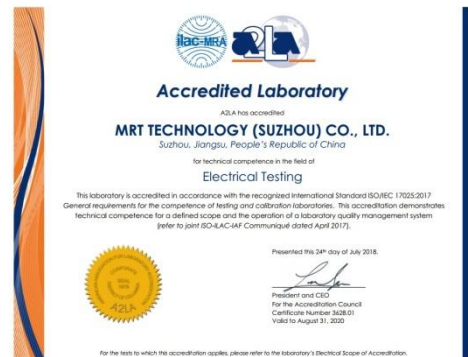 ilac-MRA
A2LA
Accredited Laboratory
A2LA has accredited
MRT TECHNOLOGY (SUZHOU) CO., LTD.
Suzhou, Jiangsu, People's Republic of China
for technical competence in the field of
Electrical Testing
This laboratory is accredited in accordance with the recognized International Standard ISO/IEC 17025:2017
General requirements for the competence of testing and calibration laboratories. This accreditation demonstrates
technical competence for a defined scope and the operation of a laboratory quality management system
(refer to joint ISO-ILAC-IAF Communiqué dated April 2017).
Presented this 24th day of July 2018.
President and CEO
For the Accreditation Council
Certificate Number 3628.01
Valid to August 31, 2020
CORPORATE
SEAL
1978
A2LA
For the tests to which this accreditation applies, please refer to the laboratory's Electrical Scope of Accreditation.